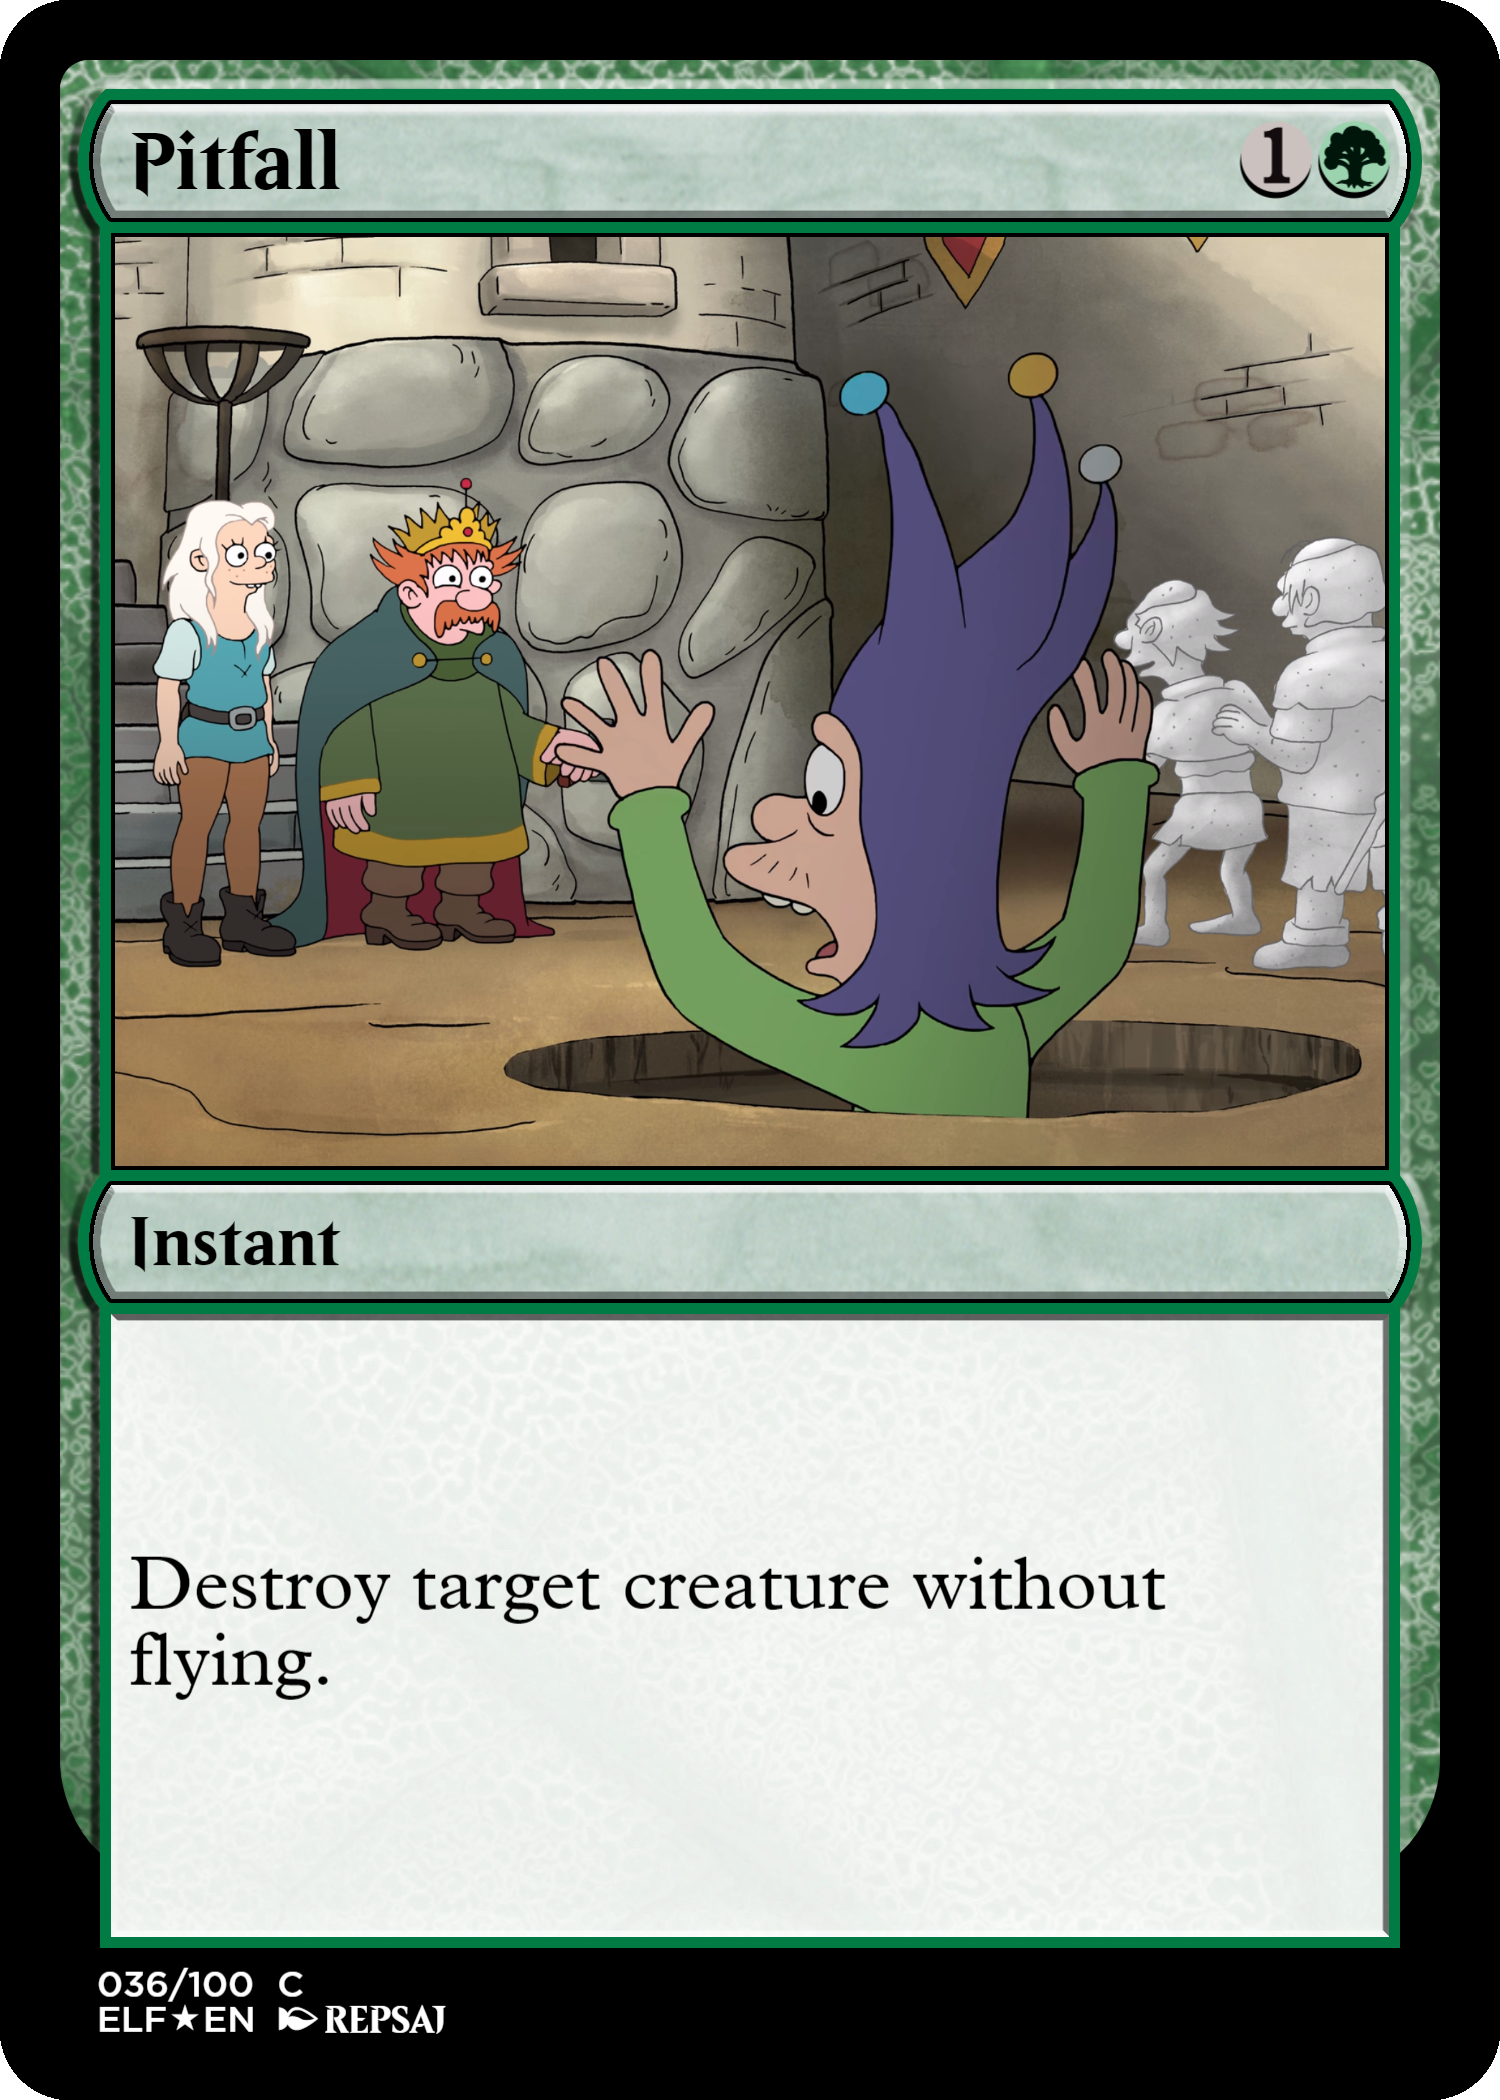 Pitfall 1
Instant
Destroy target creature without
flying.
036/100 C
ELF★EN REPSAJ